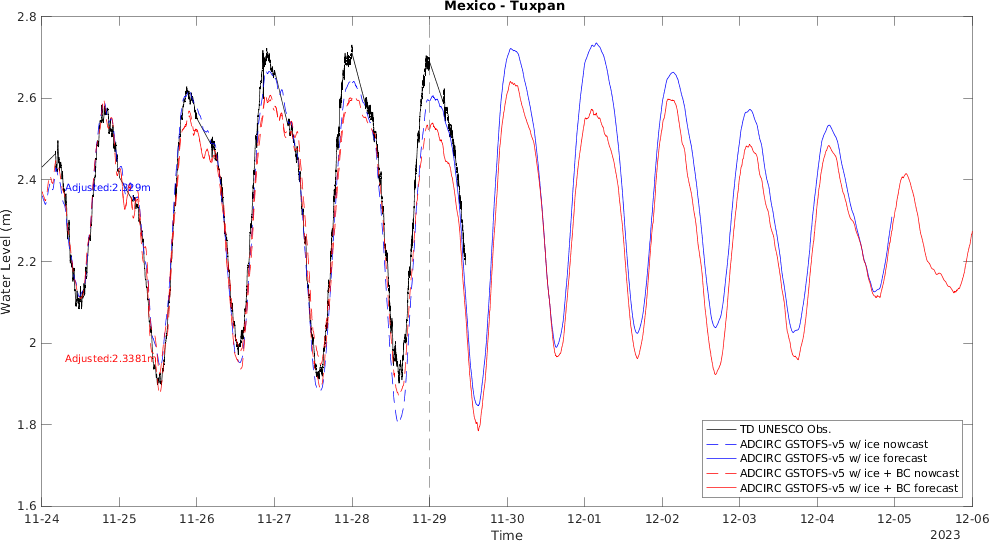 Mexico - Tuxpan
2.8
2.6
2.4
2.2
2
1.8
1.6
Water Level (m)
Adjusted:2.329m
Adjusted:2.3381m
TD UNESCO Obs.
ADCIRC GSTOFS-v5 w/ ice nowcast
ADCIRC GSTOFS-v5 w/ ice forecast
ADCIRC GSTOFS-v5 w/ ice + BC nowcast
ADCIRC GSTOFS-v5 w/ ice + BC forecast
11-24 11-25 11-26 11-27 11-28 11-29 11-30 12-01 12-02 12-03 12-04 12-05 12-06
Time
2023